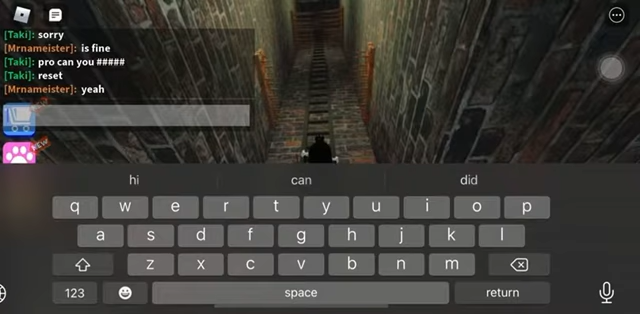 [Taki]: sorry
[Mrnameister]: is fine
[Taki]: pro can you #####
[Taki]: reset
[Mrnameister]: yeah
NEW
hi can did
q w e r t y u i o p
a s d f g h j k l
z x c v b n m
123 space return